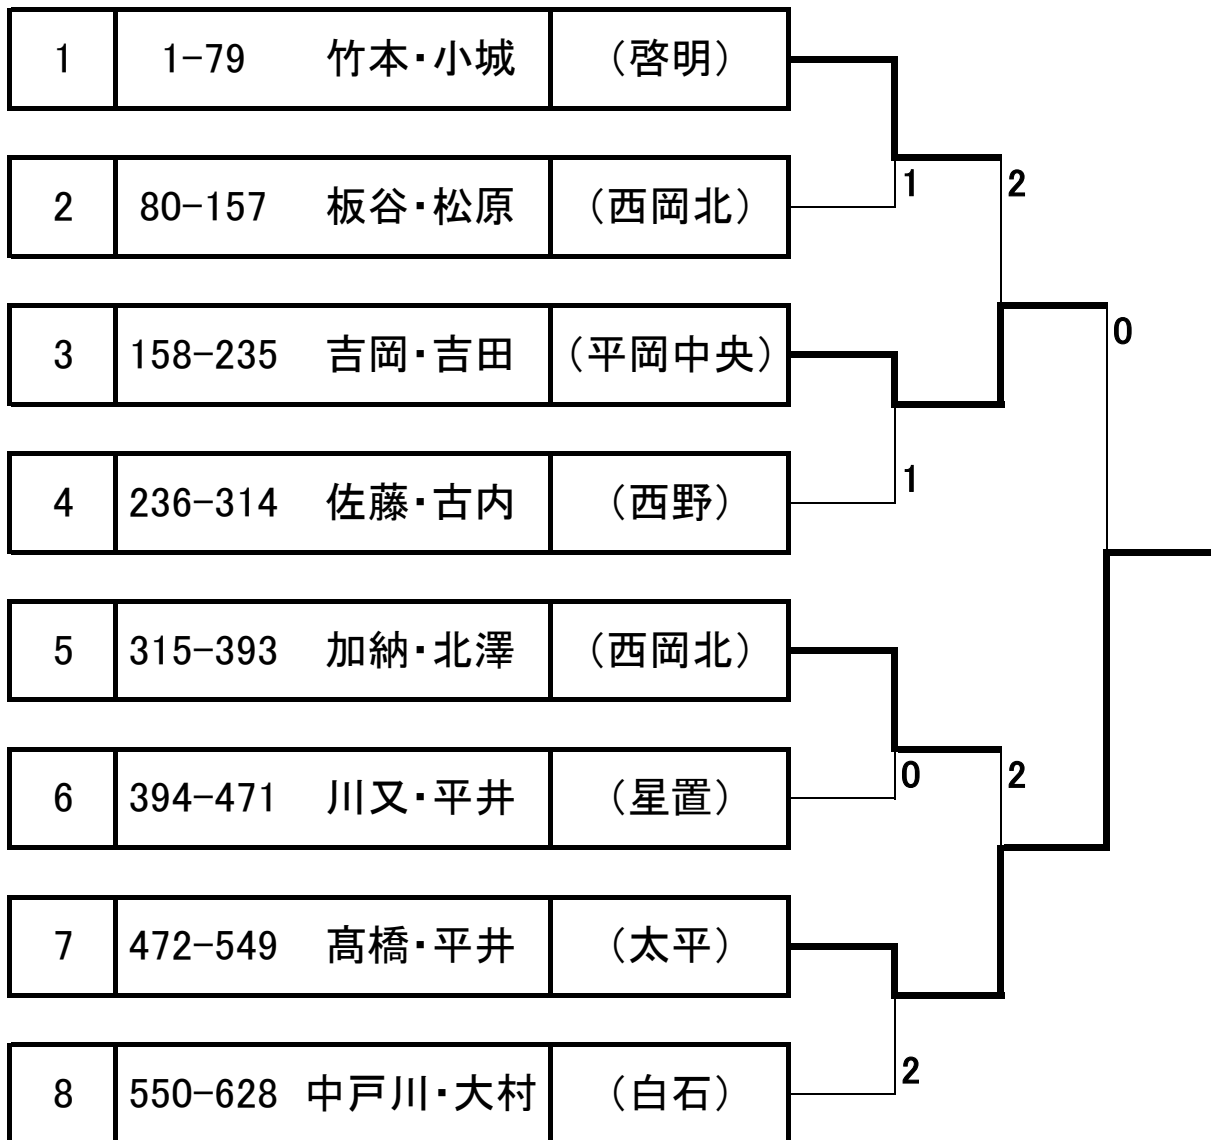 1 1-79 竹本・小城 (啓明)
1 2
2 80-157 板谷・松原 (西岡北)
0
3 158-235 吉岡・吉田 (平岡中央)
1
4 236-314 佐藤・古内 (西野)
5 315-393 加納・北澤 (西岡北)
0 2
6 394-471 川又・平井 (星置)
7 472-549 髙橋・平井 (太平)
2
8 550-628 中戸川・大村 (白石)